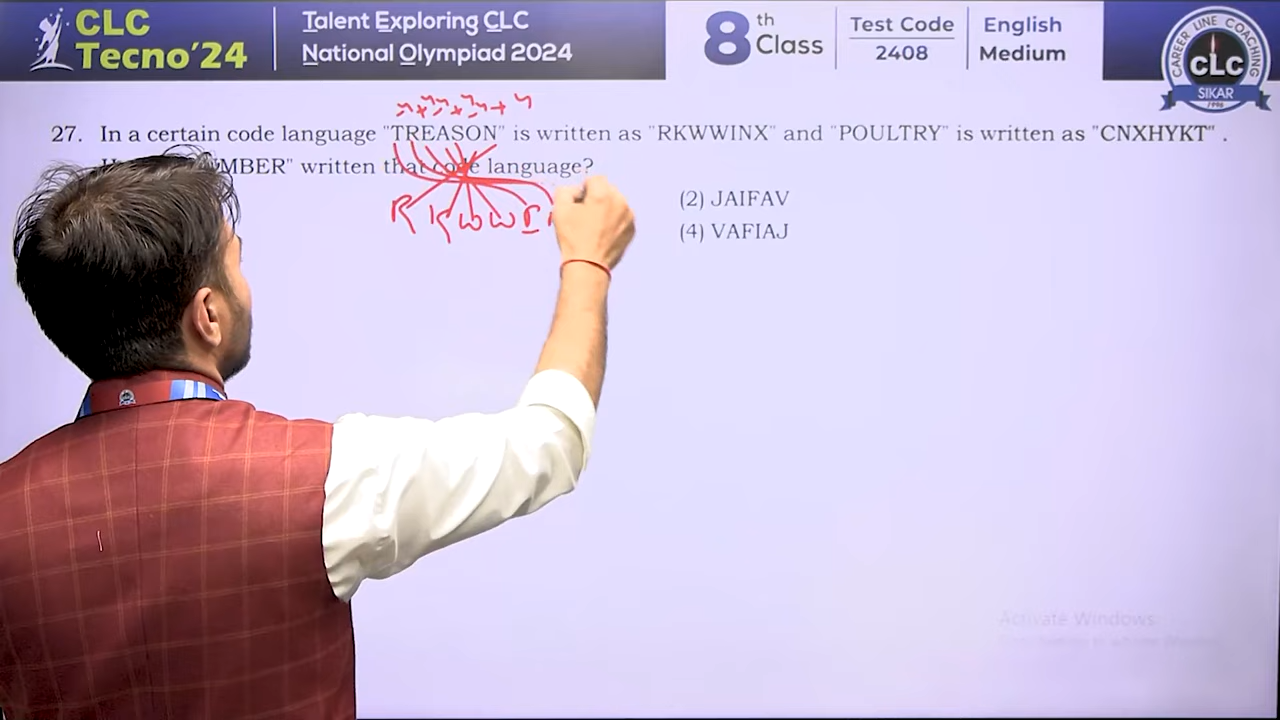 CLC
Tecno'24
Talent Exploring CLC
National Olympiad 2024
8th Class
Test Code
2408
English
Medium
CAREER LINE COACHING
CLC
SIKAR
1996
27. In a certain code language "TREASON" is written as "RKWWINX" and "POULTRY" is written as "CNXHYKT".
MBER" written that code language?
R K W W I
(2) JAIFAV
(4) VAFIAJ
Activate Windows